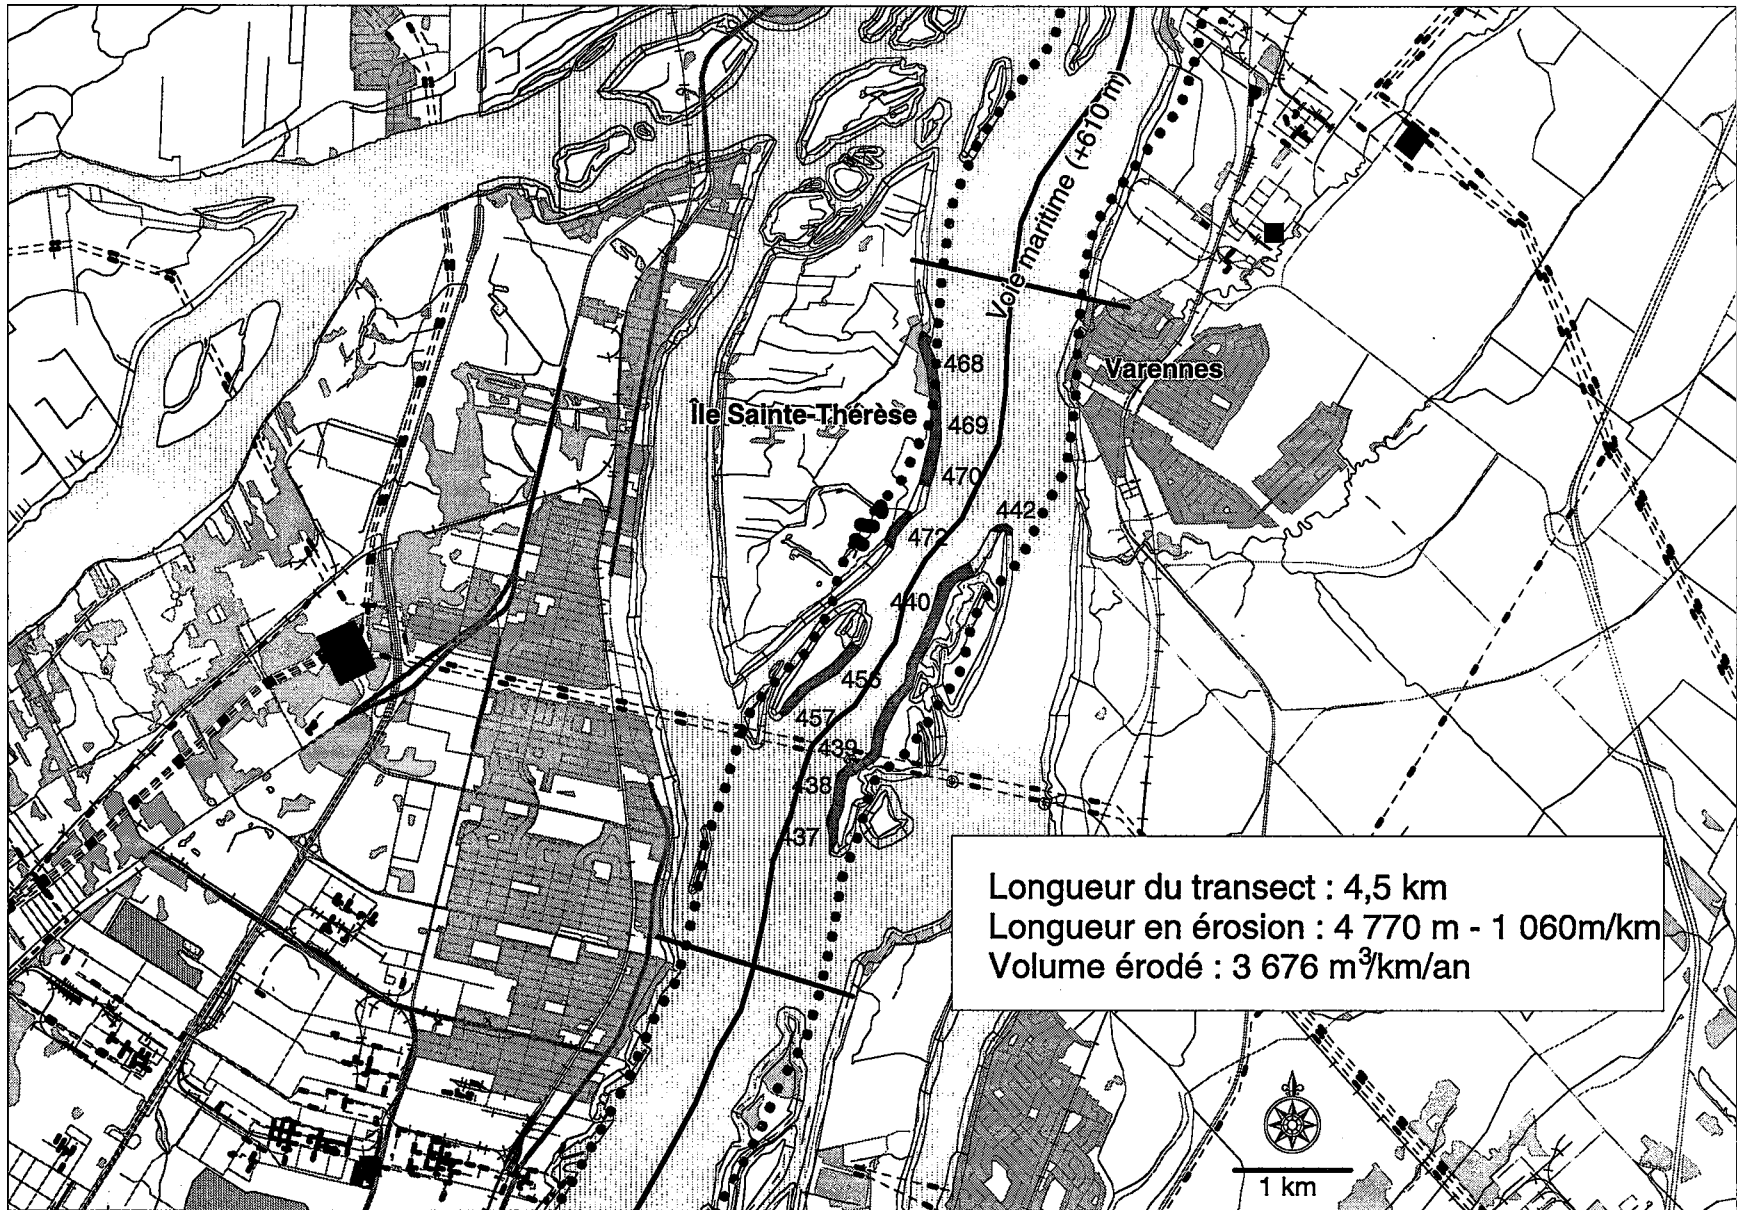 Voie maritime (+610 m)
468
Varennes
Île Sainte-Thérèse
469
470
442
472
440
456
457
439
438
437
Longueur du transect : 4,5 km
Longueur en érosion : 4 770 m - 1 060m/km
Volume érodé : 3 676 m³/km/an
1 km